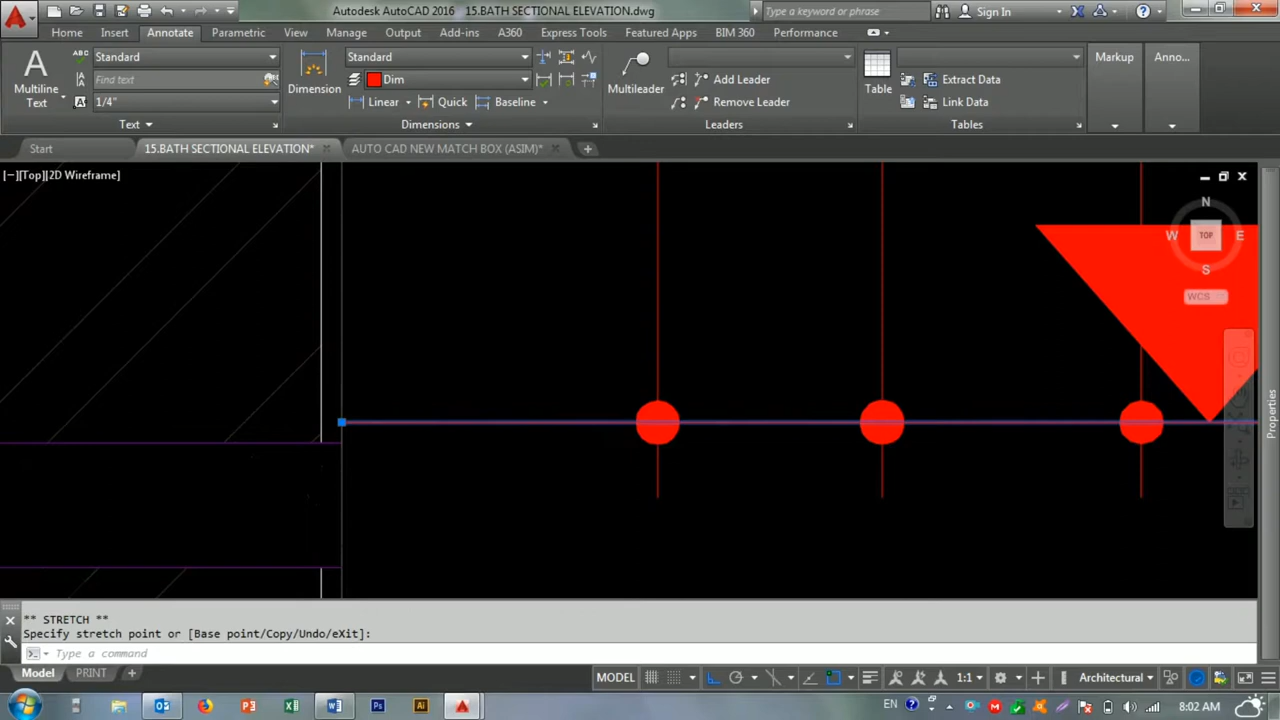 Autodesk AutoCAD 2016 15.BATH SECTIONAL ELEVATION.dwg
Type a keyword or phrase
Sign In
Home Insert Annotate Parametric View Manage Output Add-ins A360 Express Tools Featured Apps BIM 360 Performance
Multiline
Text
ABC
Standard
Find text
A
1/4"
Dimension
Standard
Dim
Linear
Quick
Baseline
Multileader
Add Leader
Remove Leader
Table
Extract Data
Link Data
Markup
Anno...
Text
Dimensions
Leaders
Tables
Start
15.BATH SECTIONAL ELEVATION*
AUTO CAD NEW MATCH BOX (ASIM)*
[−][Top][2D Wireframe]
N
W TOP E
S
WCS
Properties
** STRETCH **
Specify stretch point or [Base point/Copy/Undo/eXit]:
Type a command
Model PRINT
MODEL
1:1
Architectural
EN
8:02 AM